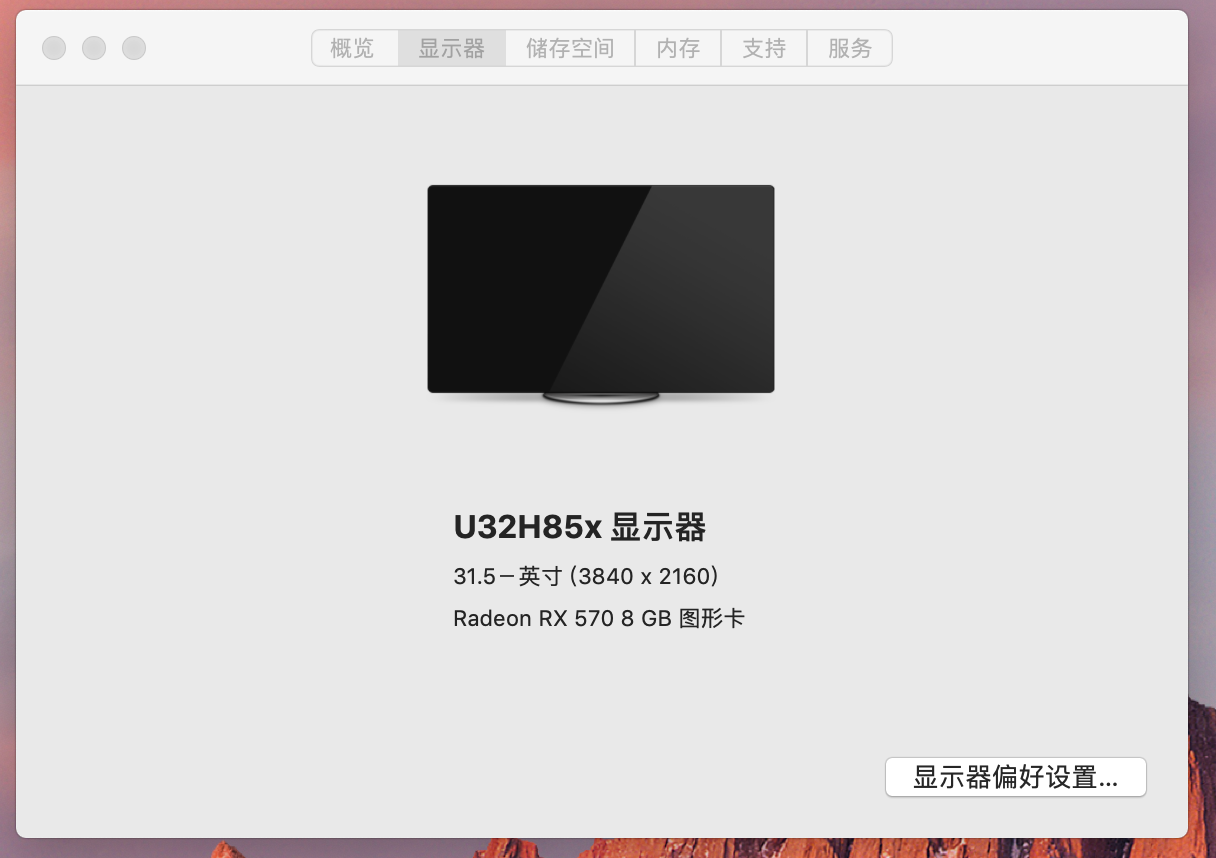 概览 显示器 储存空间 内存 支持 服务
U32H85x 显示器
31.5－英寸 (3840 x 2160)
Radeon RX 570 8 GB 图形卡
显示器偏好设置...